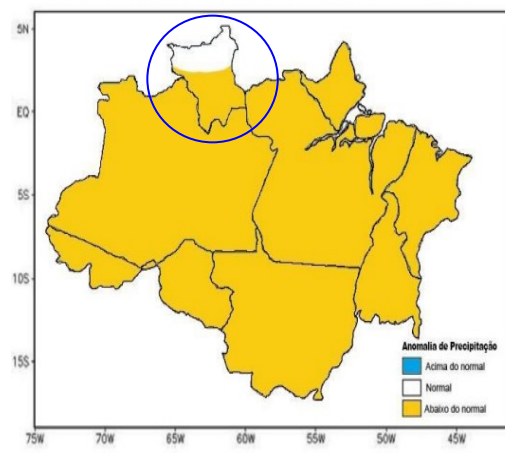 5N
EQ
5S
10S
15S
75W 70W 65W 60W 55W 50W 45W
Anomalia de Precipitação
Acima do normal
Normal
Abaixo do normal